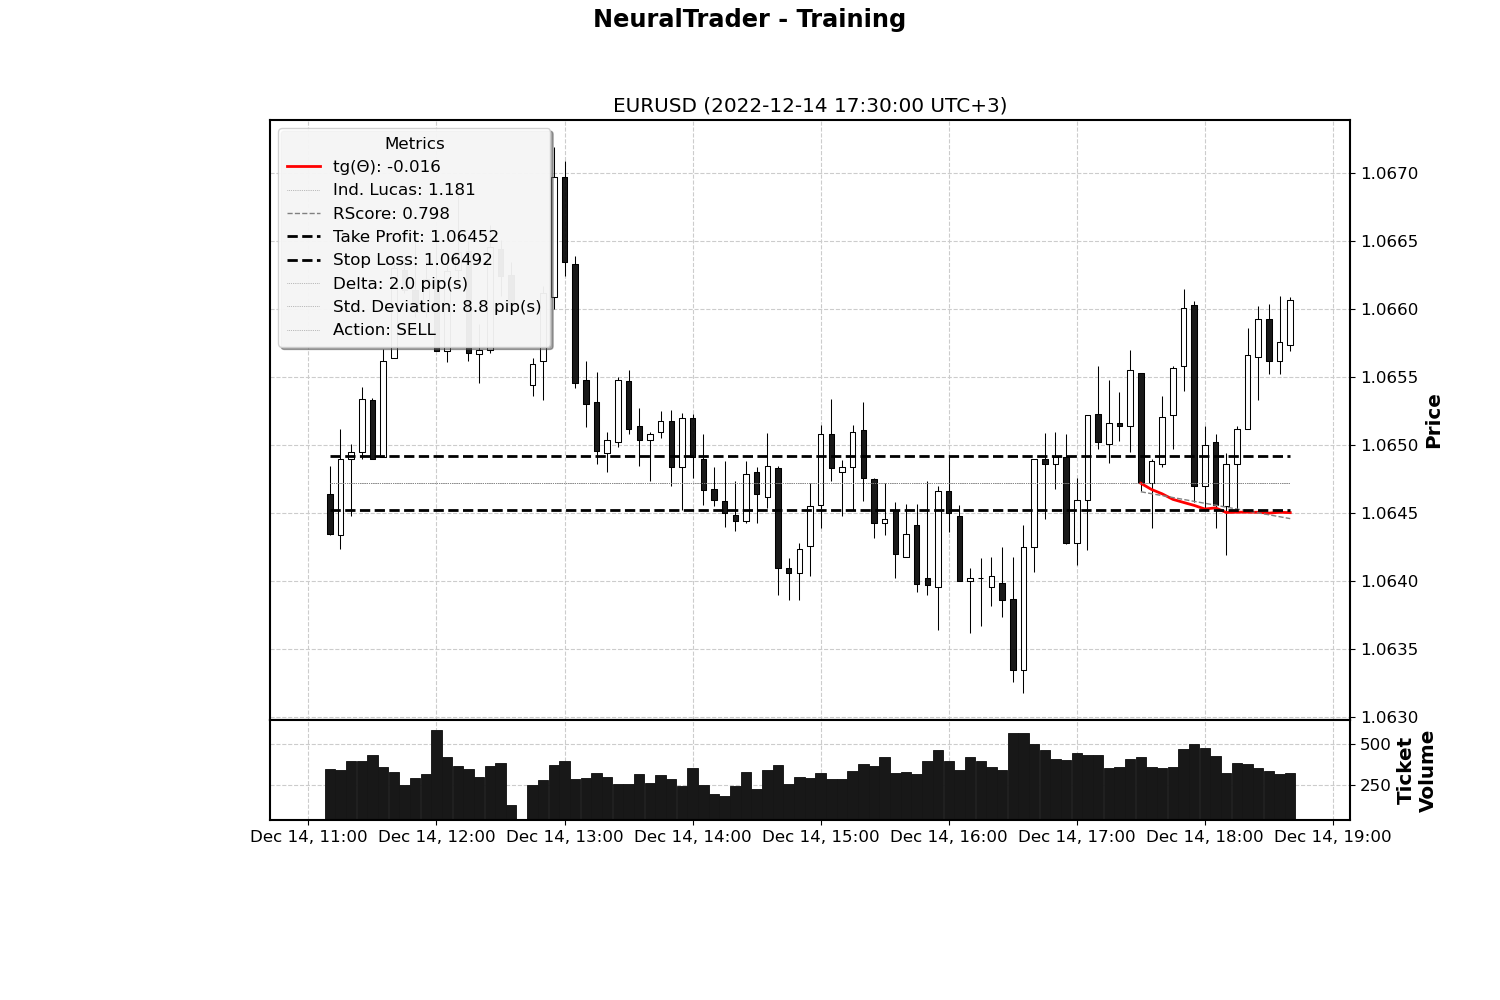 NeuralTrader - Training
EURUSD (2022-12-14 17:30:00 UTC+3)
Metrics
tg(Θ): -0.016
Ind. Lucas: 1.181
RScore: 0.798
Take Profit: 1.06452
Stop Loss: 1.06492
Delta: 2.0 pip(s)
Std. Deviation: 8.8 pip(s)
Action: SELL
1.0670
1.0665
1.0660
1.0655
1.0650
1.0645
1.0640
1.0635
1.0630
Price
500
250
Ticket
Volume
Dec 14, 11:00 Dec 14, 12:00 Dec 14, 13:00 Dec 14, 14:00 Dec 14, 15:00 Dec 14, 16:00 Dec 14, 17:00 Dec 14, 18:00 Dec 14, 19:00